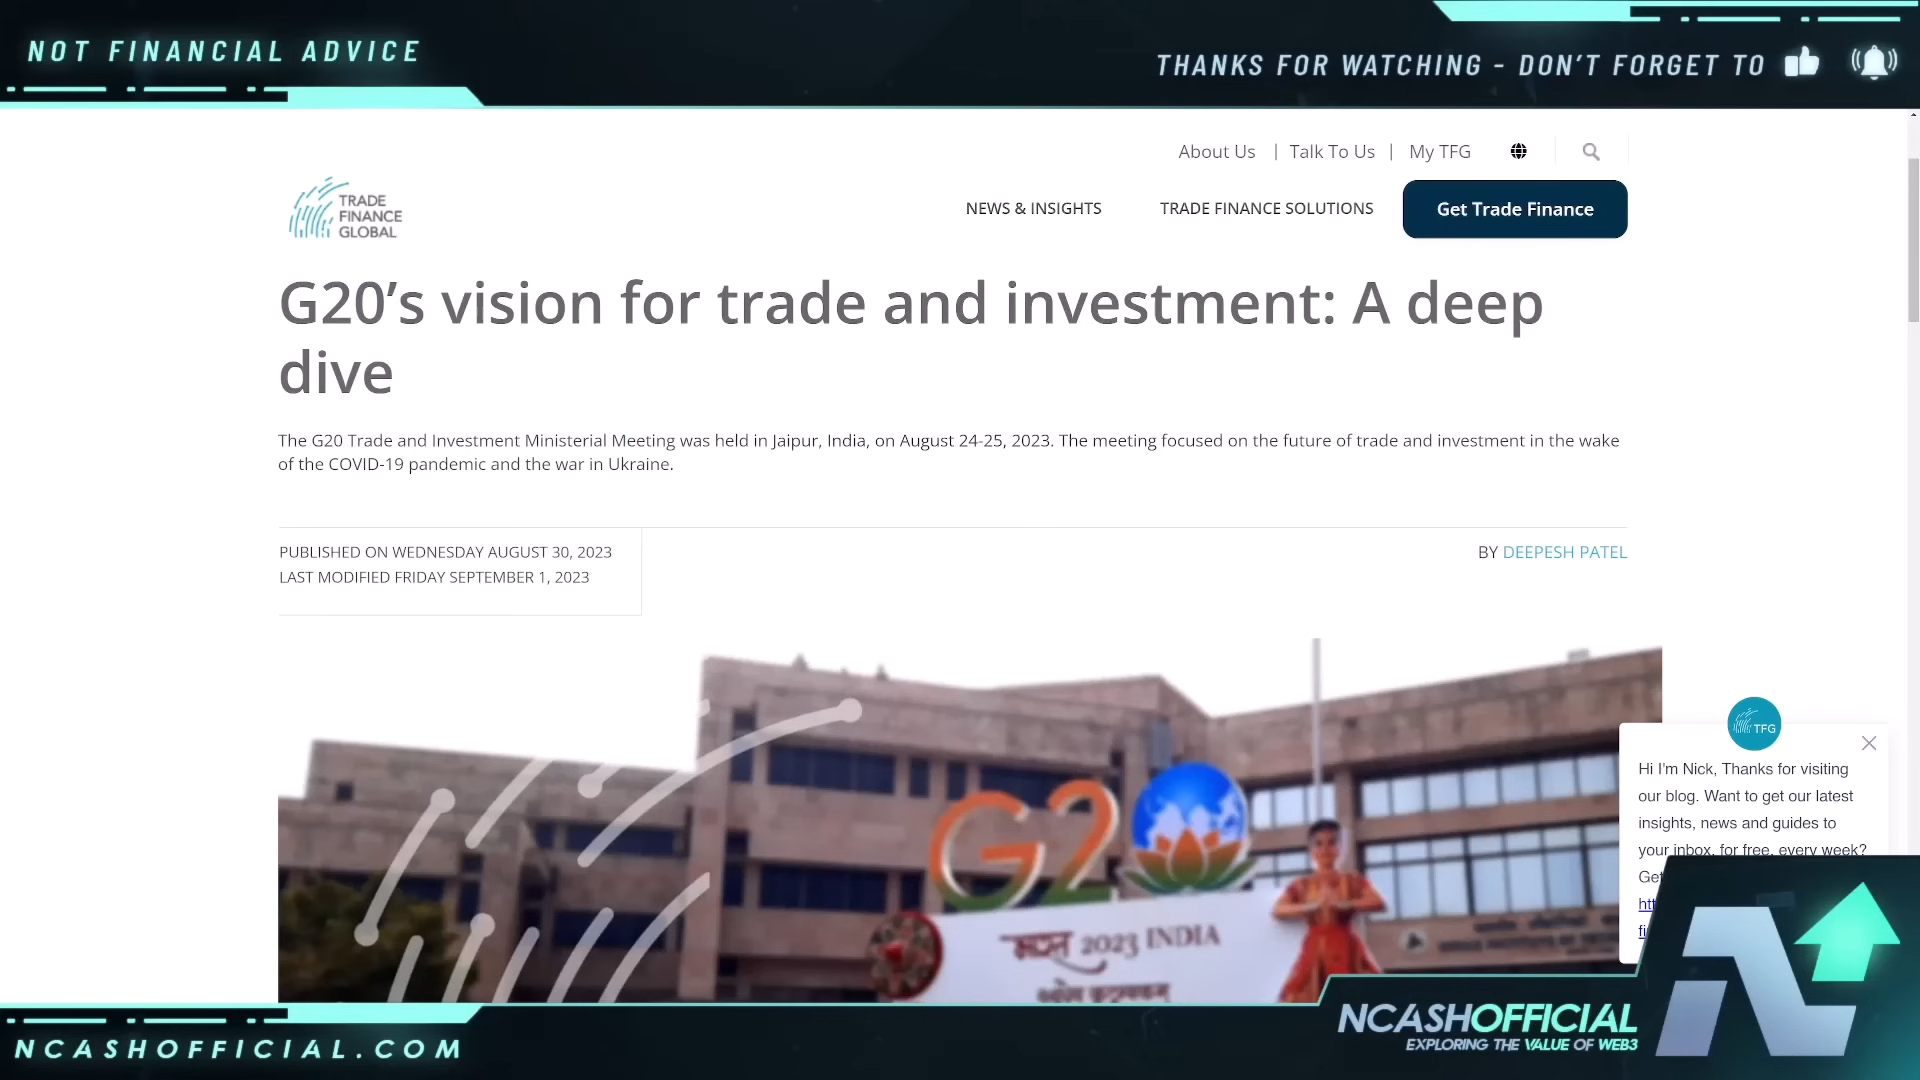 NOT FINANCIAL ADVICE
THANKS FOR WATCHING - DON'T FORGET TO
About Us | Talk To Us | My TFG
TRADE
FINANCE
GLOBAL
NEWS & INSIGHTS
TRADE FINANCE SOLUTIONS
Get Trade Finance
G20’s vision for trade and investment: A deep
dive
The G20 Trade and Investment Ministerial Meeting was held in Jaipur, India, on August 24-25, 2023. The meeting focused on the future of trade and investment in the wake
of the COVID-19 pandemic and the war in Ukraine.
PUBLISHED ON WEDNESDAY AUGUST 30, 2023
LAST MODIFIED FRIDAY SEPTEMBER 1, 2023
BY DEEPESH PATEL
G20
2023 INDIA
TFG
Hi I'm Nick, Thanks for visiting
our blog. Want to get our latest
insights, news and guides to
your inbox, for free, every week?
NCASHOFFICIAL.COM
NCASHOFFICIAL
EXPLORING THE VALUE OF WEB3